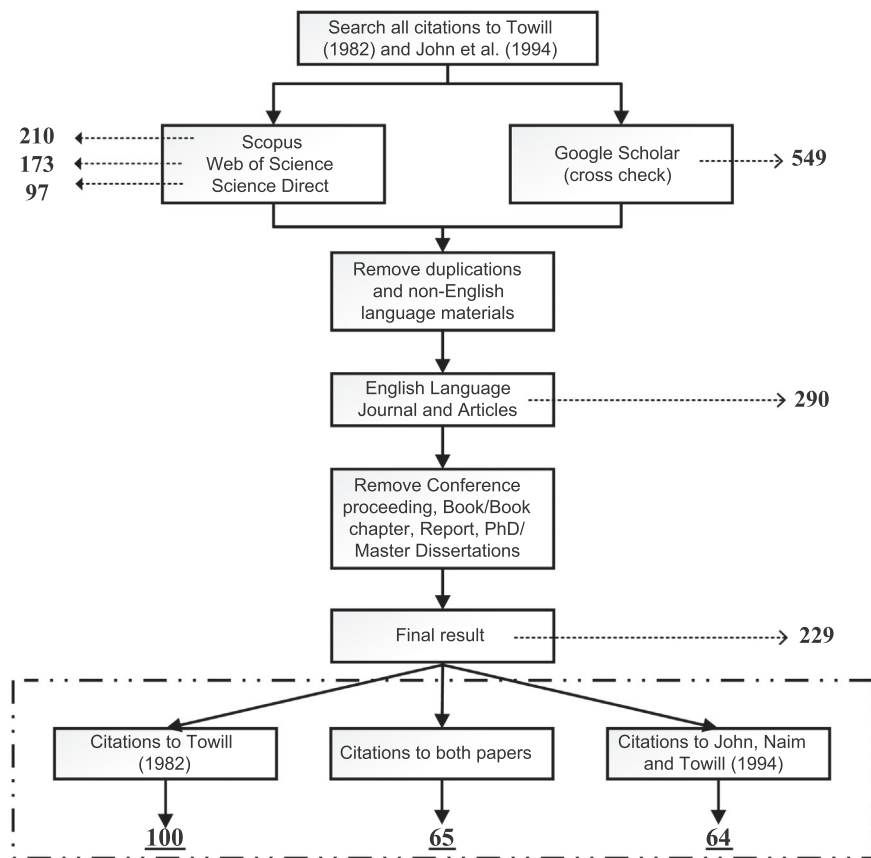 Search all citations to Towill
(1982) and John et al. (1994)
210
173
97
Scopus
Web of Science
Science Direct
Google Scholar
(cross check)
549
Remove duplications
and non-English
language materials
English Language
Journal and Articles
290
Remove Conference
proceeding, Book/Book
chapter, Report, PhD/
Master Dissertations
Final result
229
Citations to Towill
(1982)
Citations to both papers
Citations to John, Naim
and Towill (1994)
100
65
64